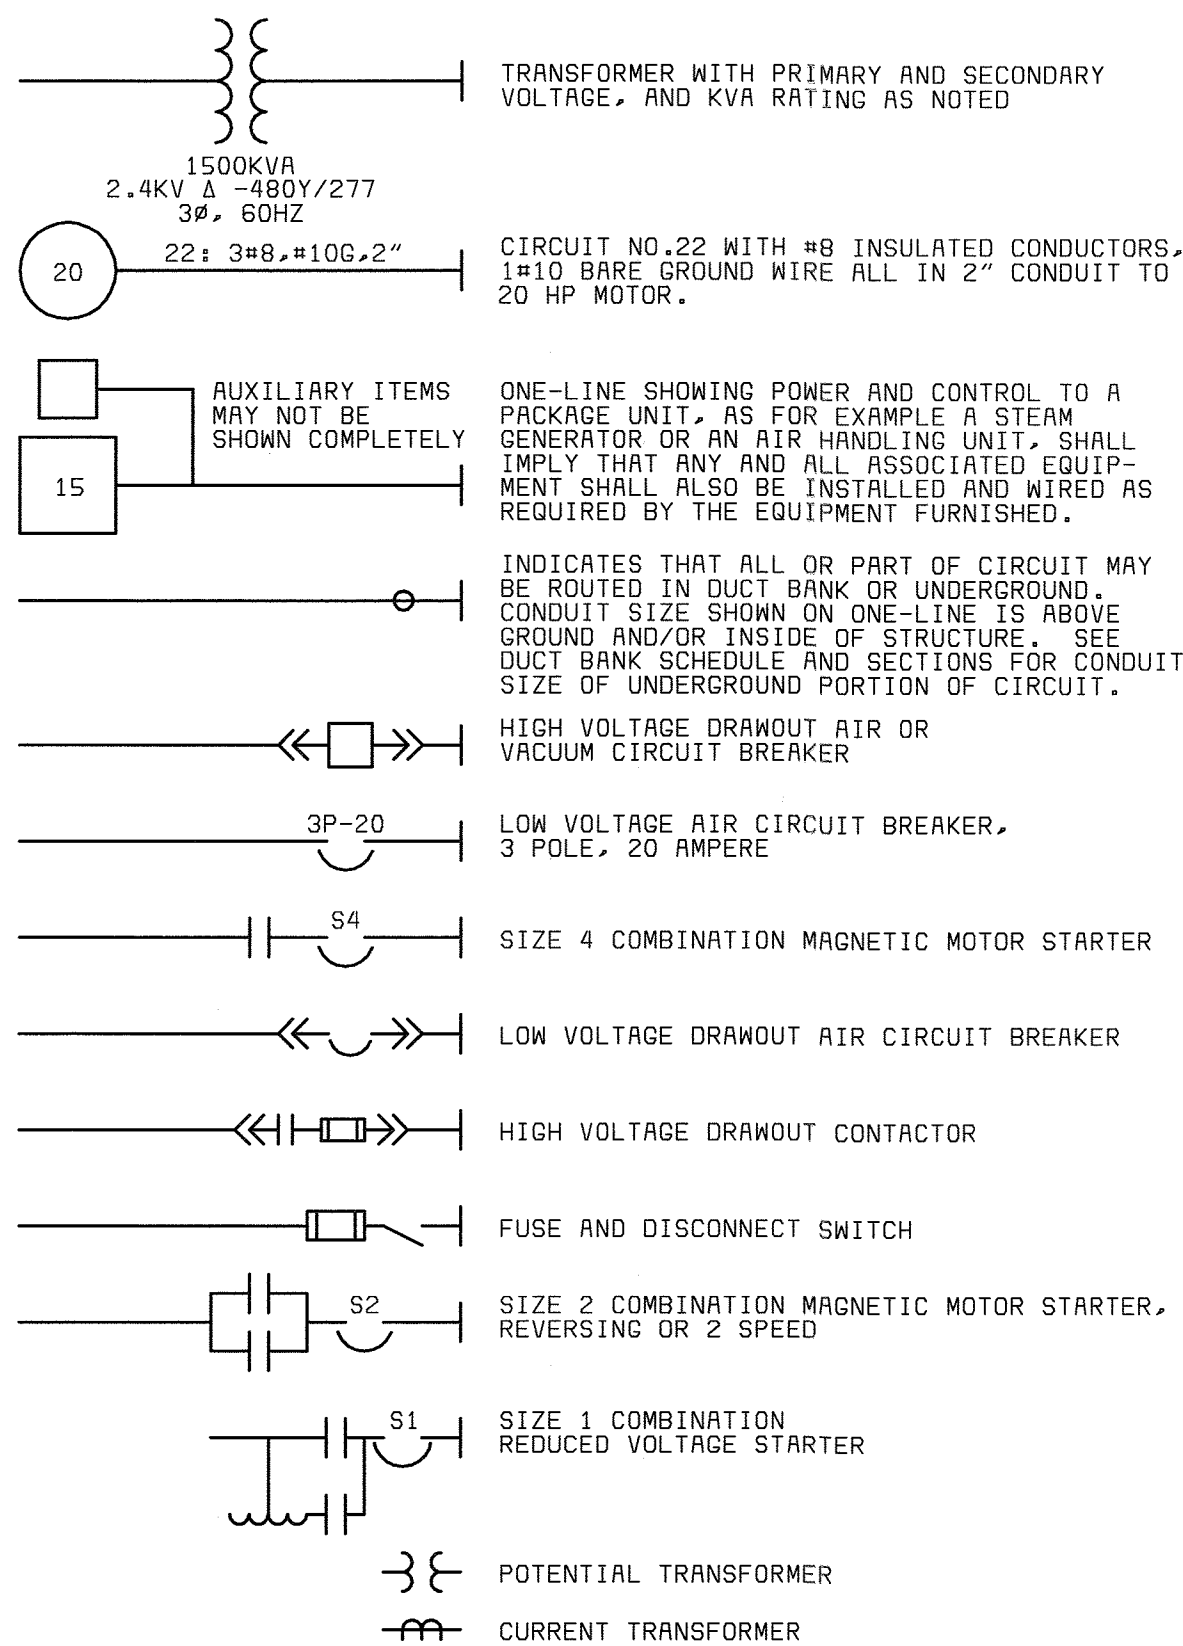 TRANSFORMER WITH PRIMARY AND SECONDARY
VOLTAGE, AND KVA RATING AS NOTED
1500KVA
2.4KV Δ -480Y/277
3Ø, 60HZ
20
22: 3#8,#10G,2"
CIRCUIT NO.22 WITH #8 INSULATED CONDUCTORS,
1#10 BARE GROUND WIRE ALL IN 2" CONDUIT TO
20 HP MOTOR.
AUXILIARY ITEMS
MAY NOT BE
SHOWN COMPLETELY
15
ONE-LINE SHOWING POWER AND CONTROL TO A
PACKAGE UNIT, AS FOR EXAMPLE A STEAM
GENERATOR OR AN AIR HANDLING UNIT, SHALL
IMPLY THAT ANY AND ALL ASSOCIATED EQUIP-
MENT SHALL ALSO BE INSTALLED AND WIRED AS
REQUIRED BY THE EQUIPMENT FURNISHED.
INDICATES THAT ALL OR PART OF CIRCUIT MAY
BE ROUTED IN DUCT BANK OR UNDERGROUND.
CONDUIT SIZE SHOWN ON ONE-LINE IS ABOVE
GROUND AND/OR INSIDE OF STRUCTURE. SEE
DUCT BANK SCHEDULE AND SECTIONS FOR CONDUIT
SIZE OF UNDERGROUND PORTION OF CIRCUIT.
HIGH VOLTAGE DRAWOUT AIR OR
VACUUM CIRCUIT BREAKER
3P-20
LOW VOLTAGE AIR CIRCUIT BREAKER,
3 POLE, 20 AMPERE
S4
SIZE 4 COMBINATION MAGNETIC MOTOR STARTER
LOW VOLTAGE DRAWOUT AIR CIRCUIT BREAKER
HIGH VOLTAGE DRAWOUT CONTACTOR
FUSE AND DISCONNECT SWITCH
S2
SIZE 2 COMBINATION MAGNETIC MOTOR STARTER,
REVERSING OR 2 SPEED
S1
SIZE 1 COMBINATION
REDUCED VOLTAGE STARTER
POTENTIAL TRANSFORMER
CURRENT TRANSFORMER